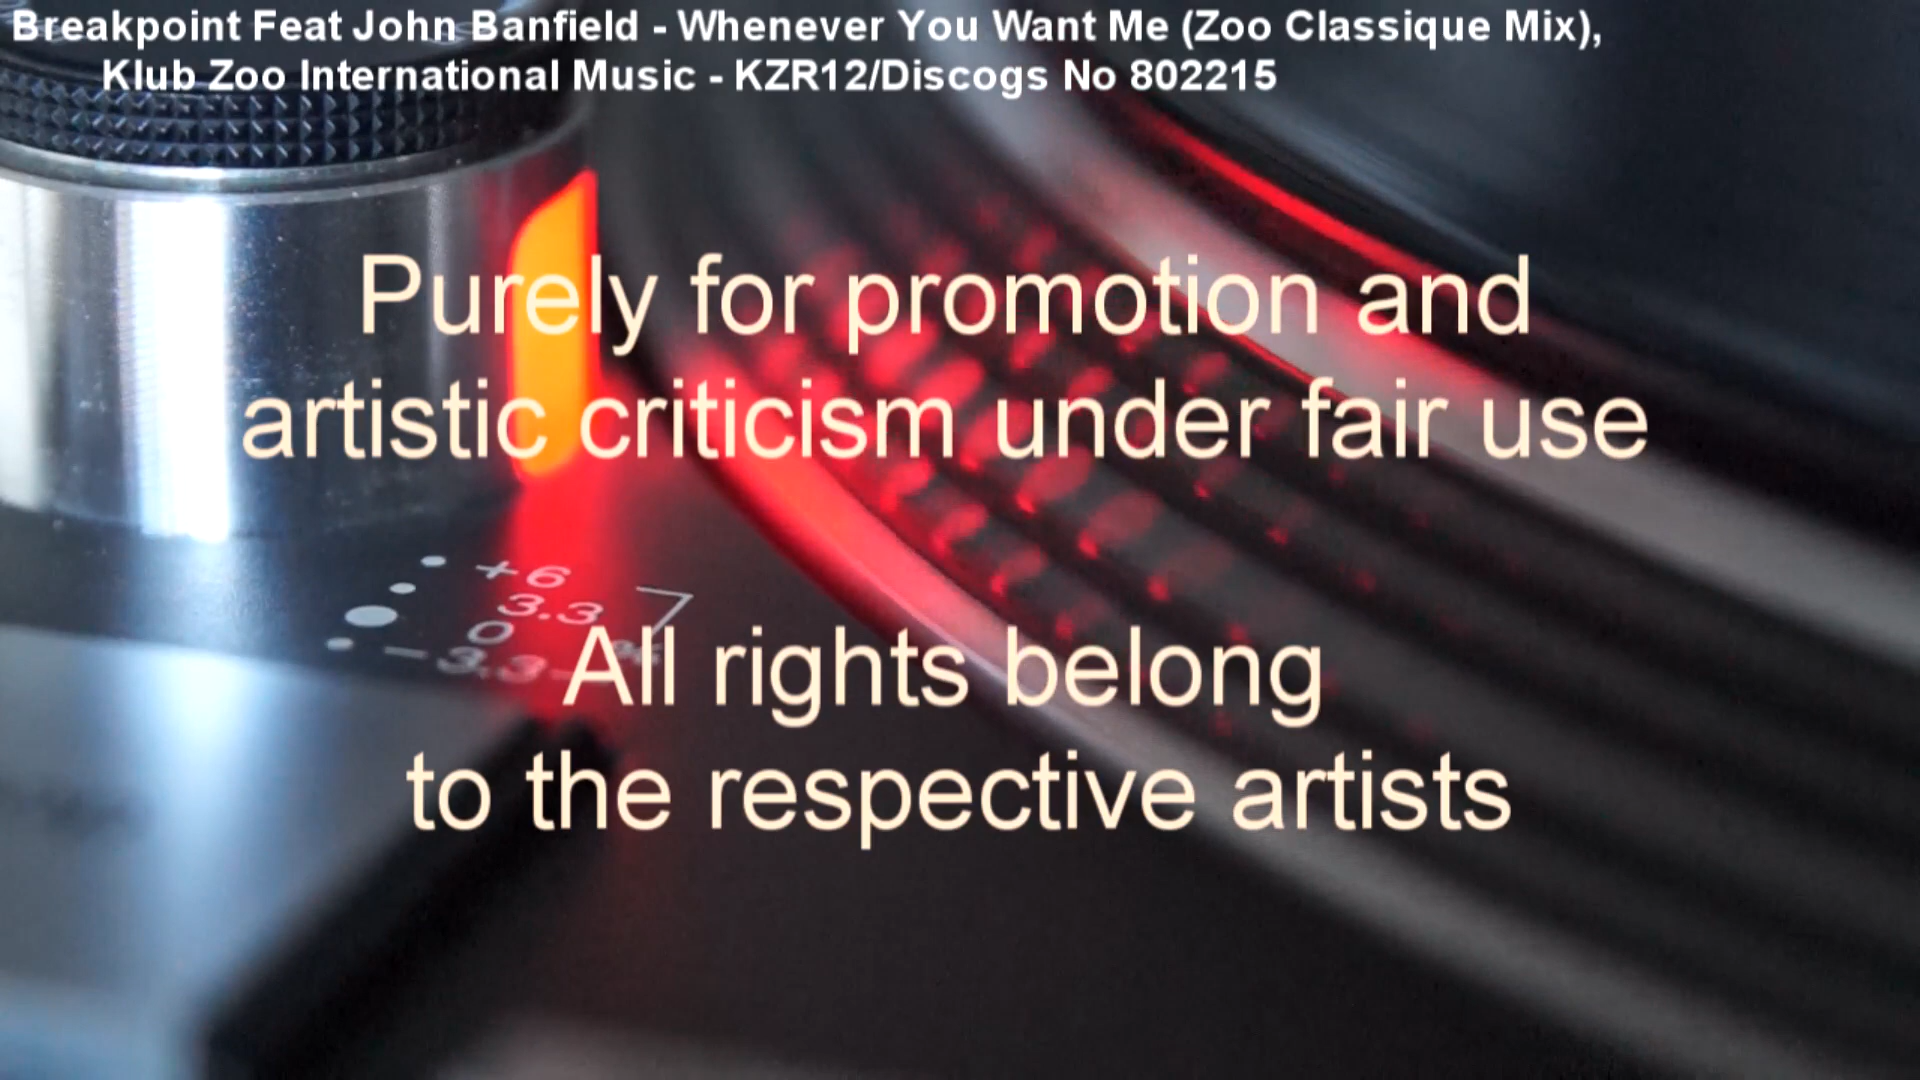 Breakpoint Feat John Banfield - Whenever You Want Me (Zoo Classique Mix),
Klub Zoo International Music - KZR12/Discogs No 802215
Purely for promotion and
artistic criticism under fair use
+6
3.3
0
-3.3
All rights belong
to the respective artists